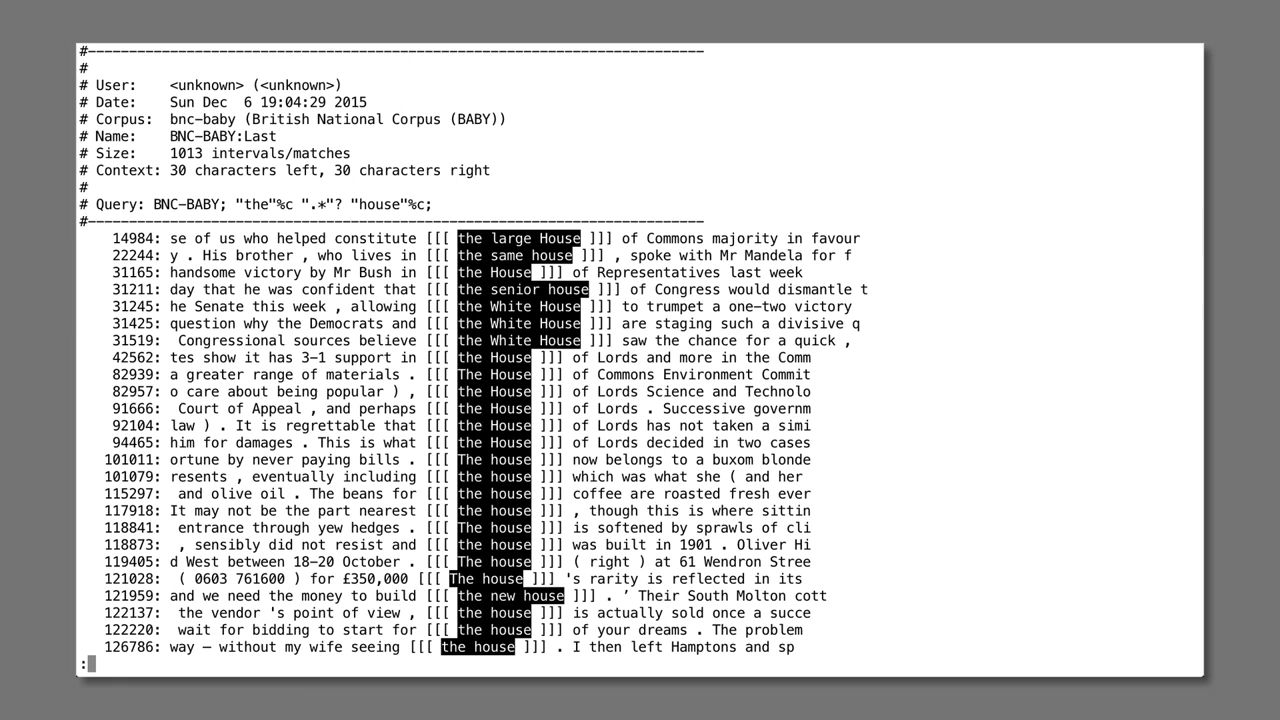 #---------------------------------------------------------------------------
#
# User:    <unknown> (<unknown>)
# Date:    Sun Dec  6 19:04:29 2015
# Corpus:  bnc-baby (British National Corpus (BABY))
# Name:    BNC-BABY:Last
# Size:    1013 intervals/matches
# Context: 30 characters left, 30 characters right
#
# Query: BNC-BABY; "the"%c ".*"? "house"%c;
#---------------------------------------------------------------------------
14984: se of us who helped constitute [[[ the large House ]]] of Commons majority in favour
22244: y . His brother , who lives in [[[ the same house ]]] , spoke with Mr Mandela for f
31165: handsome victory by Mr Bush in [[[ the House ]]] of Representatives last week
31211: day that he was confident that [[[ the senior house ]]] of Congress would dismantle t
31245: he Senate this week , allowing [[[ the White House ]]] to trumpet a one-two victory
31425: question why the Democrats and [[[ the White House ]]] are staging such a divisive q
31519:  Congressional sources believe [[[ the White House ]]] saw the chance for a quick ,
42562: tes show it has 3-1 support in [[[ the House ]]] of Lords and more in the Comm
82939: a greater range of materials . [[[ The House ]]] of Commons Environment Commit
82957: o care about being popular ) , [[[ the House ]]] of Lords Science and Technolo
91666:  Court of Appeal , and perhaps [[[ the House ]]] of Lords . Successive governm
92104: law ) . It is regrettable that [[[ the House ]]] of Lords has not taken a simi
94465: him for damages . This is what [[[ the House ]]] of Lords decided in two cases
101011: ortune by never paying bills . [[[ The house ]]] now belongs to a buxom blonde
101079: resents , eventually including [[[ the house ]]] which was what she ( and her
115297:  and olive oil . The beans for [[[ the house ]]] coffee are roasted fresh ever
117918: It may not be the part nearest [[[ the house ]]] , though this is where sittin
118841:  entrance through yew hedges . [[[ The house ]]] is softened by sprawls of cli
118873:  , sensibly did not resist and [[[ the house ]]] was built in 1901 . Oliver Hi
119405: d West between 18-20 October . [[[ The house ]]] ( right ) at 61 Wendron Stree
121028:  ( 0603 761600 ) for £350,000 [[[ The house ]]] 's rarity is reflected in its
121959: and we need the money to build [[[ the new house ]]] . ’ Their South Molton cott
122137:  the vendor 's point of view , [[[ the house ]]] is actually sold once a succe
122220:  wait for bidding to start for [[[ the house ]]] of your dreams . The problem
126786: way — without my wife seeing [[[ the house ]]] . I then left Hamptons and sp
: